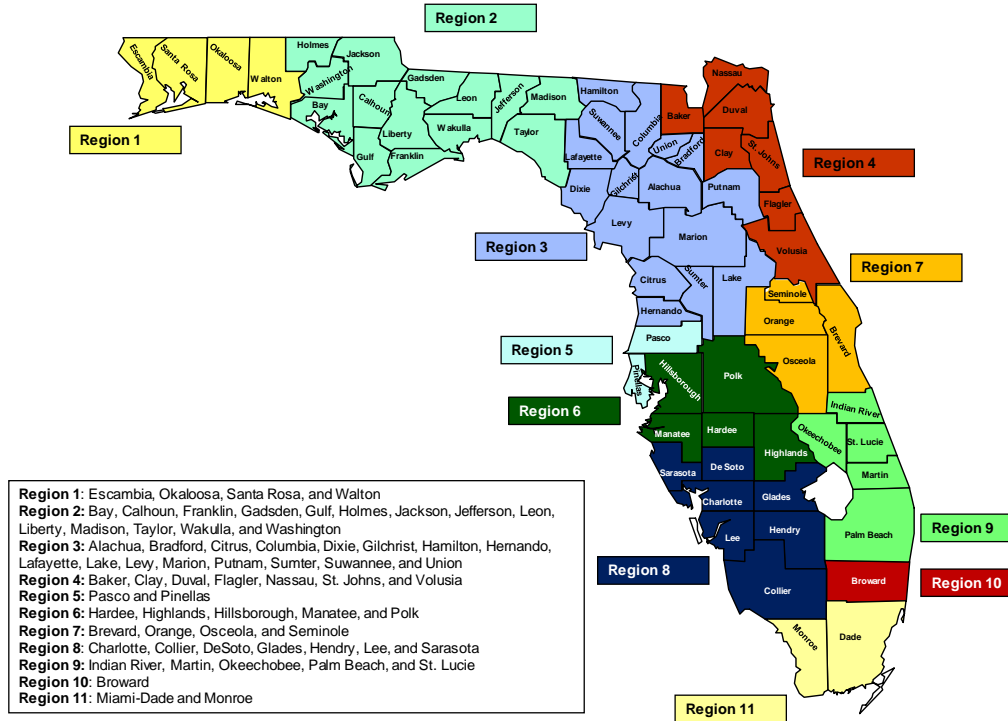 Region 2
Holmes
Jackson
Escambia
Santa Rosa
Okaloosa
Walton
Washington
Gadsden
Leon
Jefferson
Madison
Hamilton
Nassau
Bay
Calhoun
Liberty
Wakulla
Taylor
Suwannee
Columbia
Baker
Duval
Region 1
Gulf
Franklin
Lafayette
Union
Bradford
Clay
St. Johns
Region 4
Dixie
Gilchrist
Alachua
Putnam
Flagler
Levy
Marion
Region 3
Volusia
Region 7
Citrus
Sumter
Lake
Seminole
Hernando
Orange
Brevard
Pasco
Region 5
Osceola
Pinellas
Hillsborough
Polk
Region 6
Indian River
Manatee
Hardee
Okeechobee
St. Lucie
Highlands
Sarasota
De Soto
Martin
Charlotte
Glades
Lee
Hendry
Palm Beach
Region 9
Region 8
Collier
Broward
Region 10
Monroe
Dade
Region 11
Region 1: Escambia, Okaloosa, Santa Rosa, and Walton
Region 2: Bay, Calhoun, Franklin, Gadsden, Gulf, Holmes, Jackson, Jefferson, Leon,
Liberty, Madison, Taylor, Wakulla, and Washington
Region 3: Alachua, Bradford, Citrus, Columbia, Dixie, Gilchrist, Hamilton, Hernando,
Lafayette, Lake, Levy, Marion, Putnam, Sumter, Suwannee, and Union
Region 4: Baker, Clay, Duval, Flagler, Nassau, St. Johns, and Volusia
Region 5: Pasco and Pinellas
Region 6: Hardee, Highlands, Hillsborough, Manatee, and Polk
Region 7: Brevard, Orange, Osceola, and Seminole
Region 8: Charlotte, Collier, DeSoto, Glades, Hendry, Lee, and Sarasota
Region 9: Indian River, Martin, Okeechobee, Palm Beach, and St. Lucie
Region 10: Broward
Region 11: Miami-Dade and Monroe